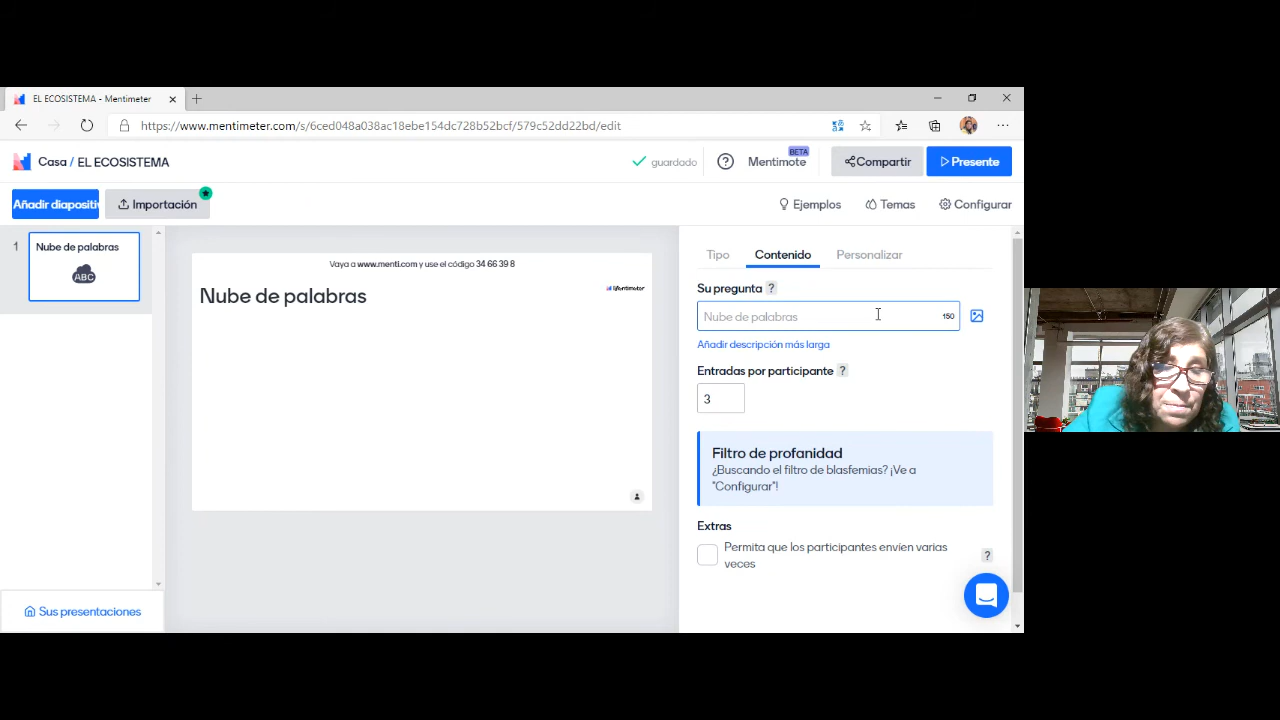 EL ECOSISTEMA - Mentimeter
https://www.mentimeter.com/s/6ced048a038ac18ebe154dc728b52bcf/579c52dd22bd/edit
Casa / EL ECOSISTEMA
guardado
Mentimote
BETA
Compartir
Presente
Añadir diapositi
Importación
Ejemplos
Temas
Configurar
1
Nube de palabras
ABC
Vaya a www.menti.com y use el código 34 66 39 8
Nube de palabras
Mentimeter
Tipo
Contenido
Personalizar
Su pregunta ?
Nube de palabras
150
Añadir descripción más larga
Entradas por participante ?
3
Filtro de profanidad
¿Buscando el filtro de blasfemias? ¡Ve a
"Configurar"!
Extras
Permita que los participantes envíen varias
veces
?
Sus presentaciones